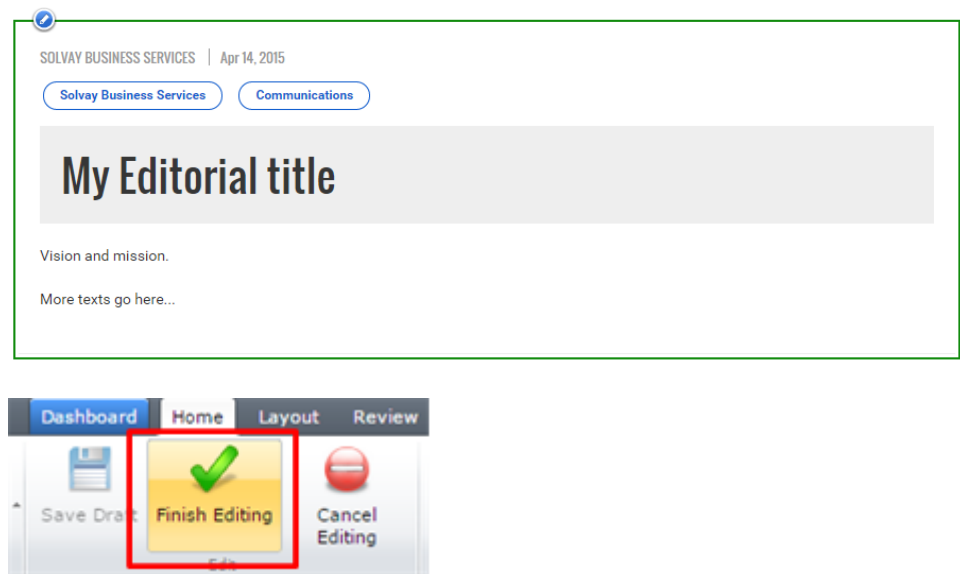 SOLVAY BUSINESS SERVICES | Apr 14, 2015
Solvay Business Services Communications
My Editorial title
Vision and mission.
More texts go here...
Dashboard Home Layout Review
Save Draft Finish Editing Cancel
Editing
Edit